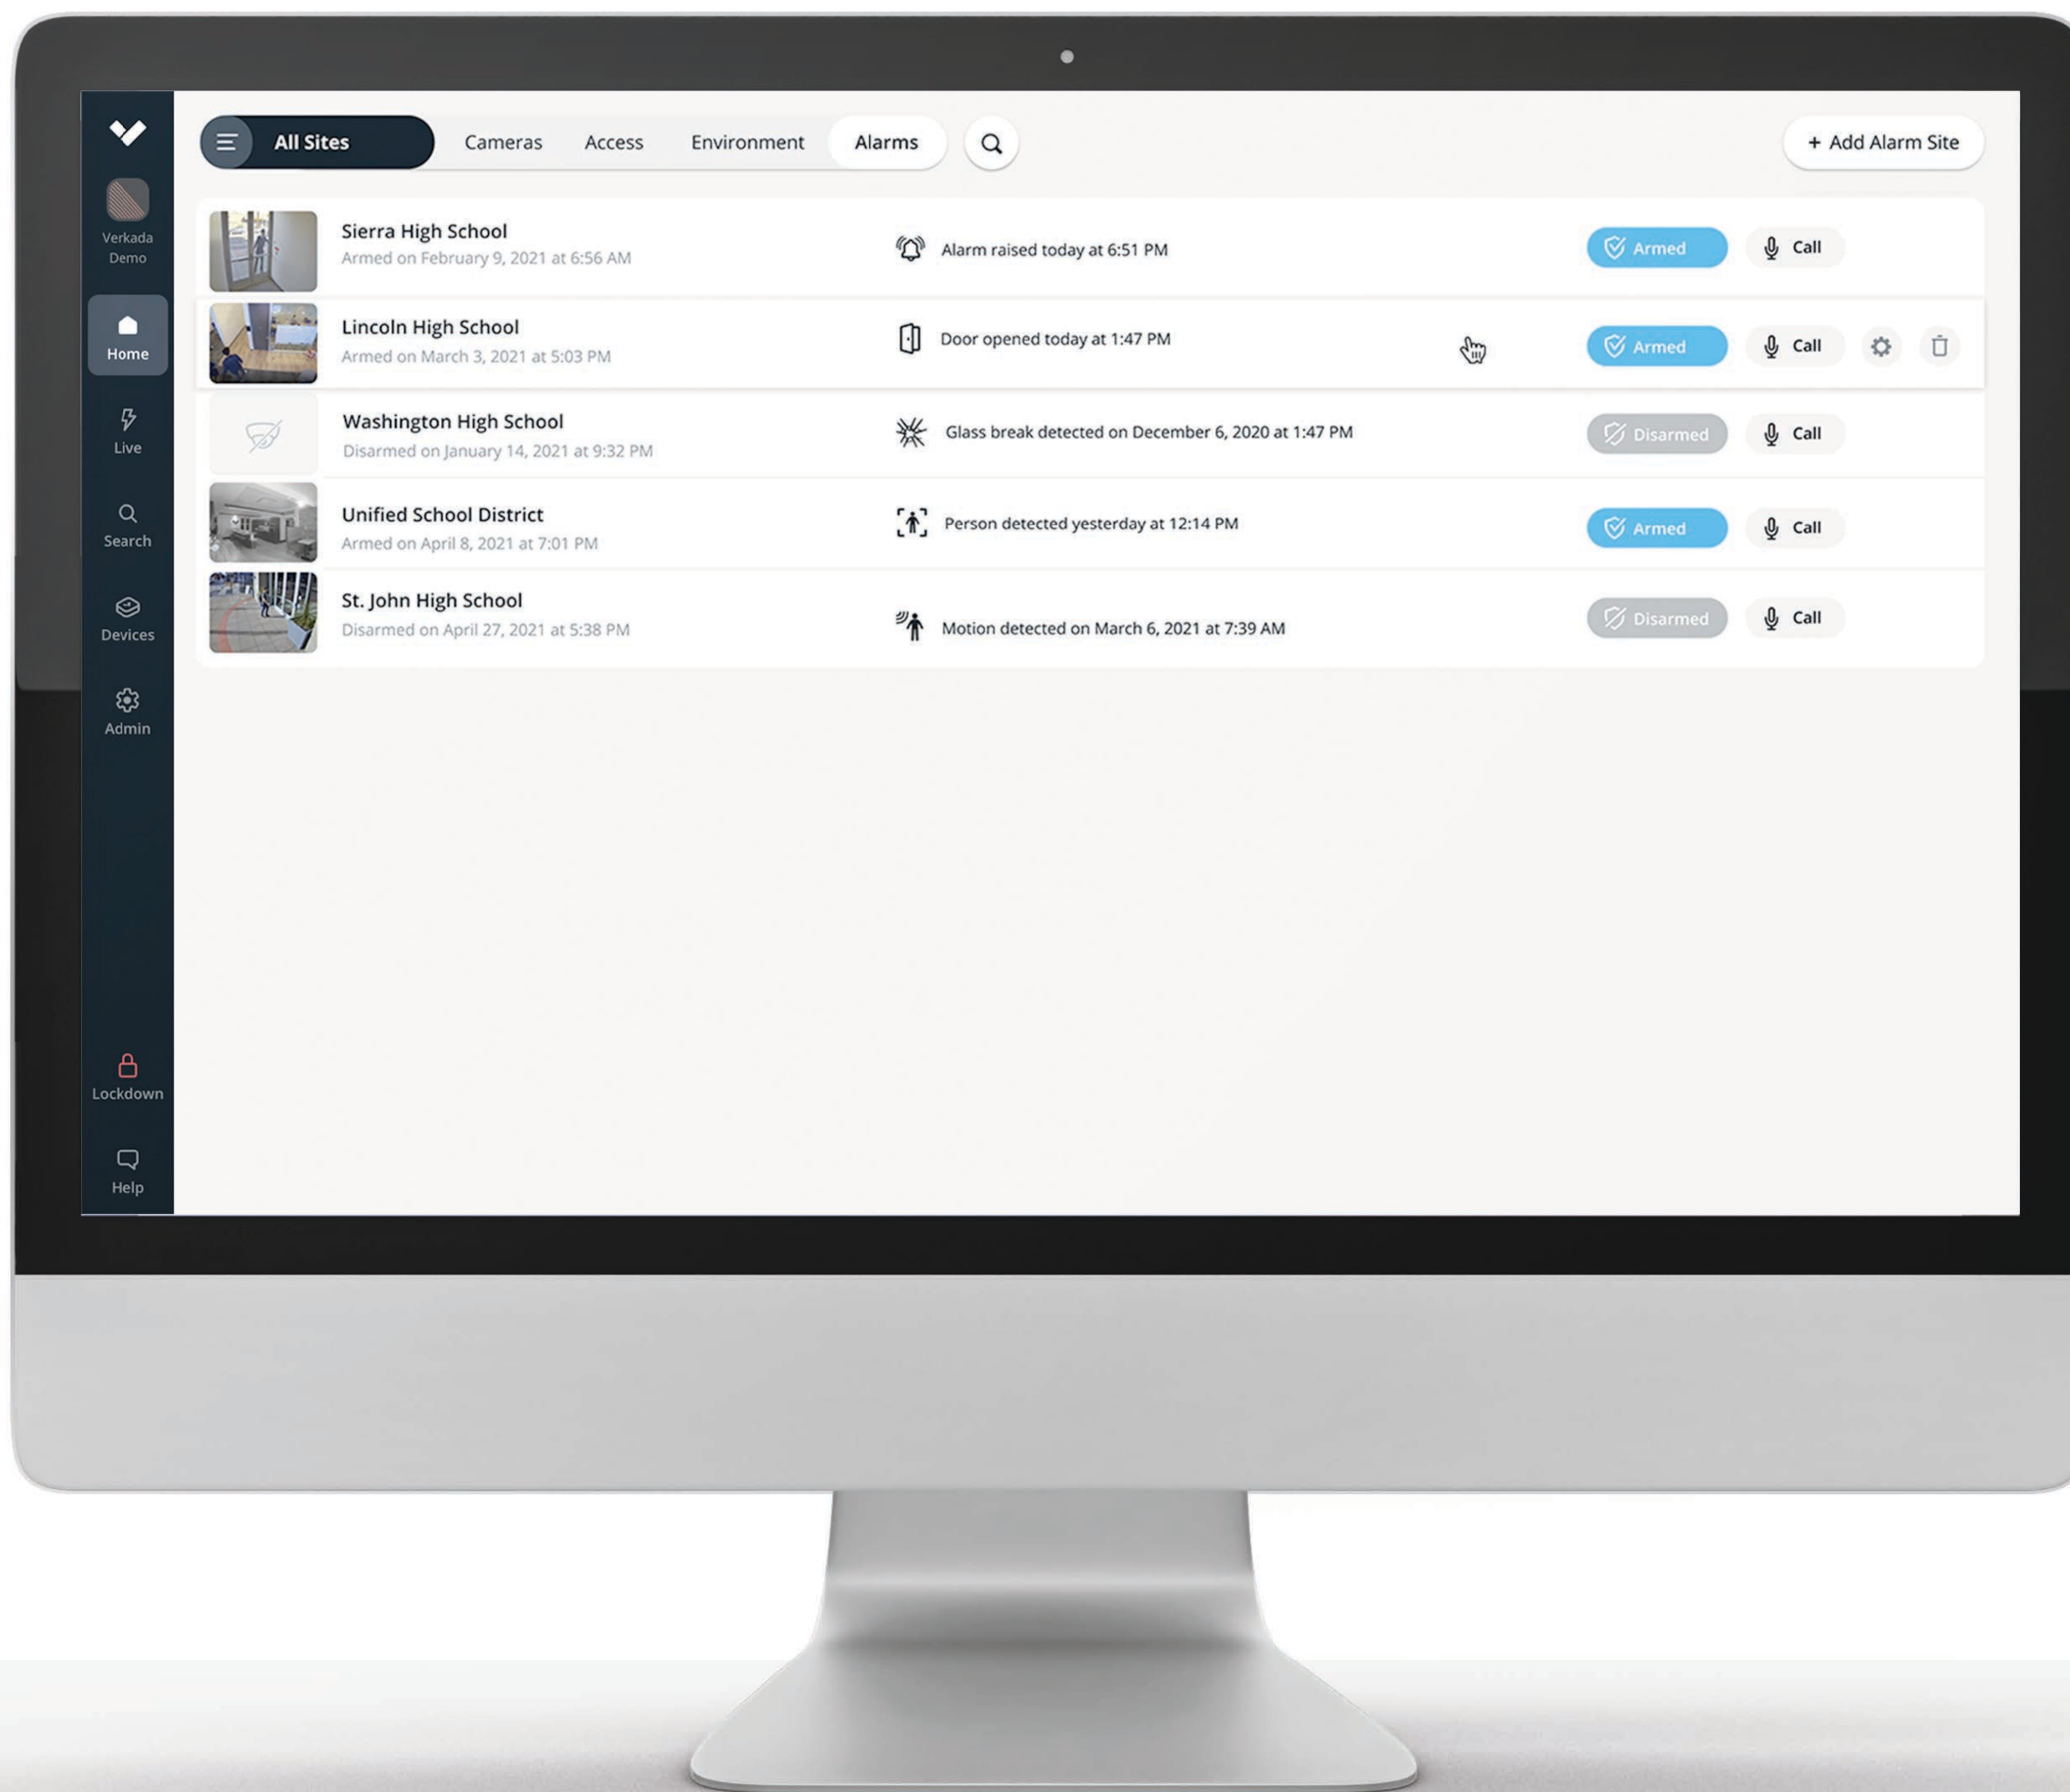 All Sites
Cameras
Access
Environment
Alarms
+ Add Alarm Site
Verkada
Demo
Home
Live
Search
Devices
Admin
Lockdown
Help
Sierra High School
Armed on February 9, 2021 at 6:56 AM
Alarm raised today at 6:51 PM
Armed
Call
Lincoln High School
Armed on March 3, 2021 at 5:03 PM
Door opened today at 1:47 PM
Armed
Call
Washington High School
Disarmed on January 14, 2021 at 9:32 PM
Glass break detected on December 6, 2020 at 1:47 PM
Disarmed
Call
Unified School District
Armed on April 8, 2021 at 7:01 PM
Person detected yesterday at 12:14 PM
Armed
Call
St. John High School
Disarmed on April 27, 2021 at 5:38 PM
Motion detected on March 6, 2021 at 7:39 AM
Disarmed
Call